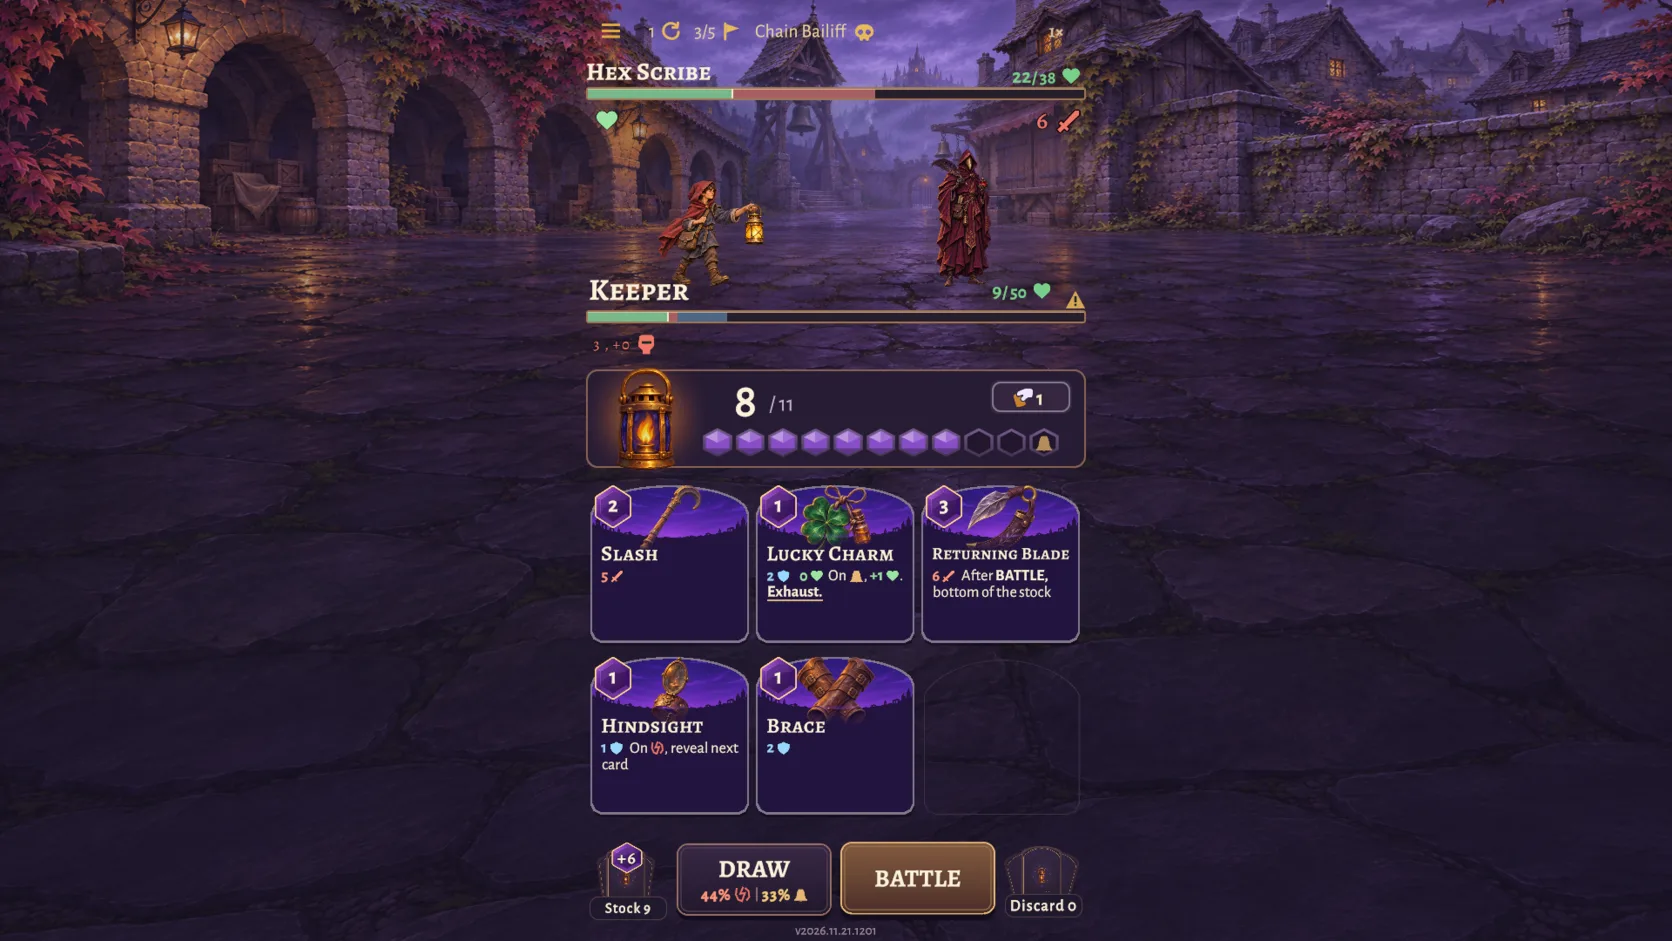 1 3/5 Chain Bailiff 1x
HEX SCRIBE 22/38
6
KEEPER 9/50
3 , +0
8 /11 1
2 1 3
SLASH LUCKY CHARM RETURNING BLADE
5
2 0 On , +1 .
Exhaust.
6 After BATTLE,
bottom of the stock
1 1
HINDSIGHT BRACE
1 On , reveal next
card
2
+6
Stock 9
DRAW
44% | 33%
BATTLE
Discard 0
v2026.11.21.1201